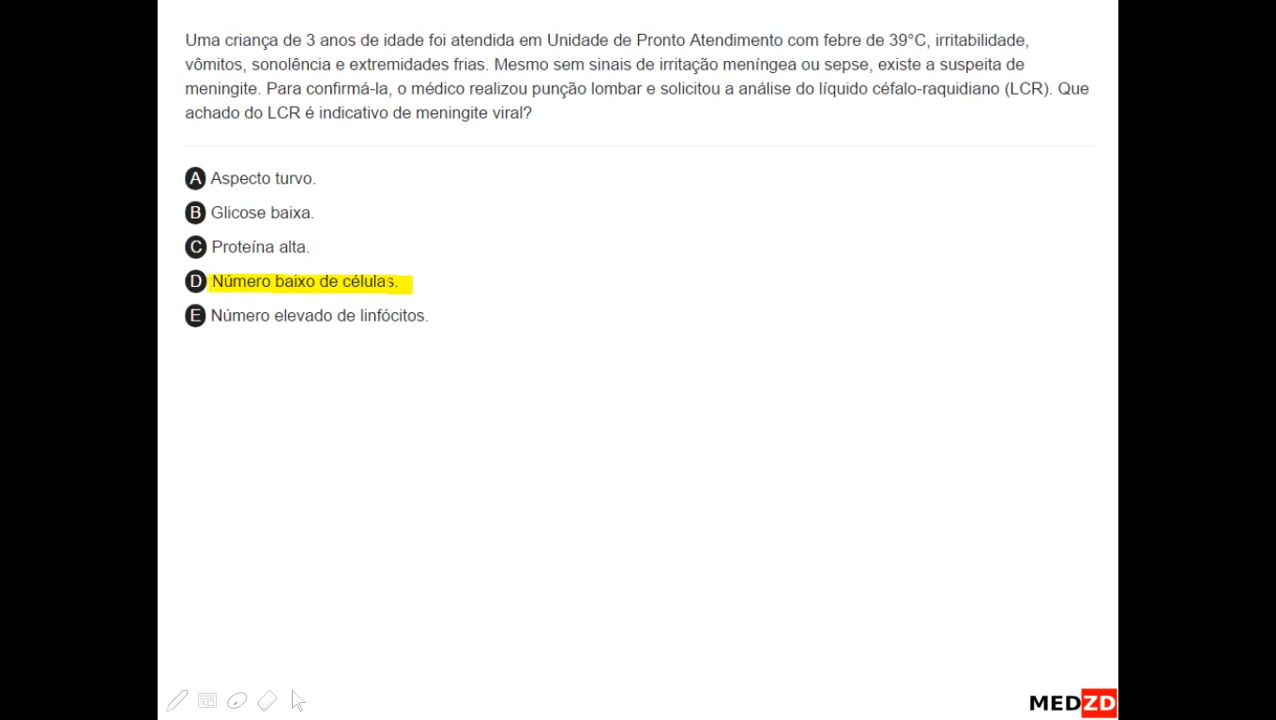 Uma criança de 3 anos de idade foi atendida em Unidade de Pronto Atendimento com febre de 39°C, irritabilidade,
vômitos, sonolência e extremidades frias. Mesmo sem sinais de irritação meníngea ou sepse, existe a suspeita de
meningite. Para confirmá-la, o médico realizou punção lombar e solicitou a análise do líquido céfalo-raquidiano (LCR). Que
achado do LCR é indicativo de meningite viral?
A Aspecto turvo.
B Glicose baixa.
C Proteína alta.
D Número baixo de células.
E Número elevado de linfócitos.
MEDZD